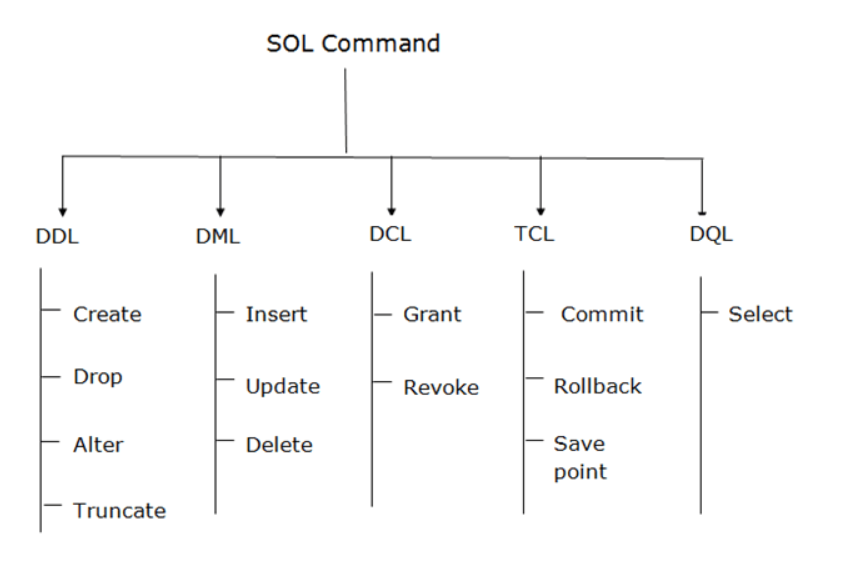 SOL Command
DDL
DML
DCL
TCL
DQL
Create
Drop
Alter
Truncate
Insert
Update
Delete
Grant
Revoke
Commit
Rollback
Save
point
Select